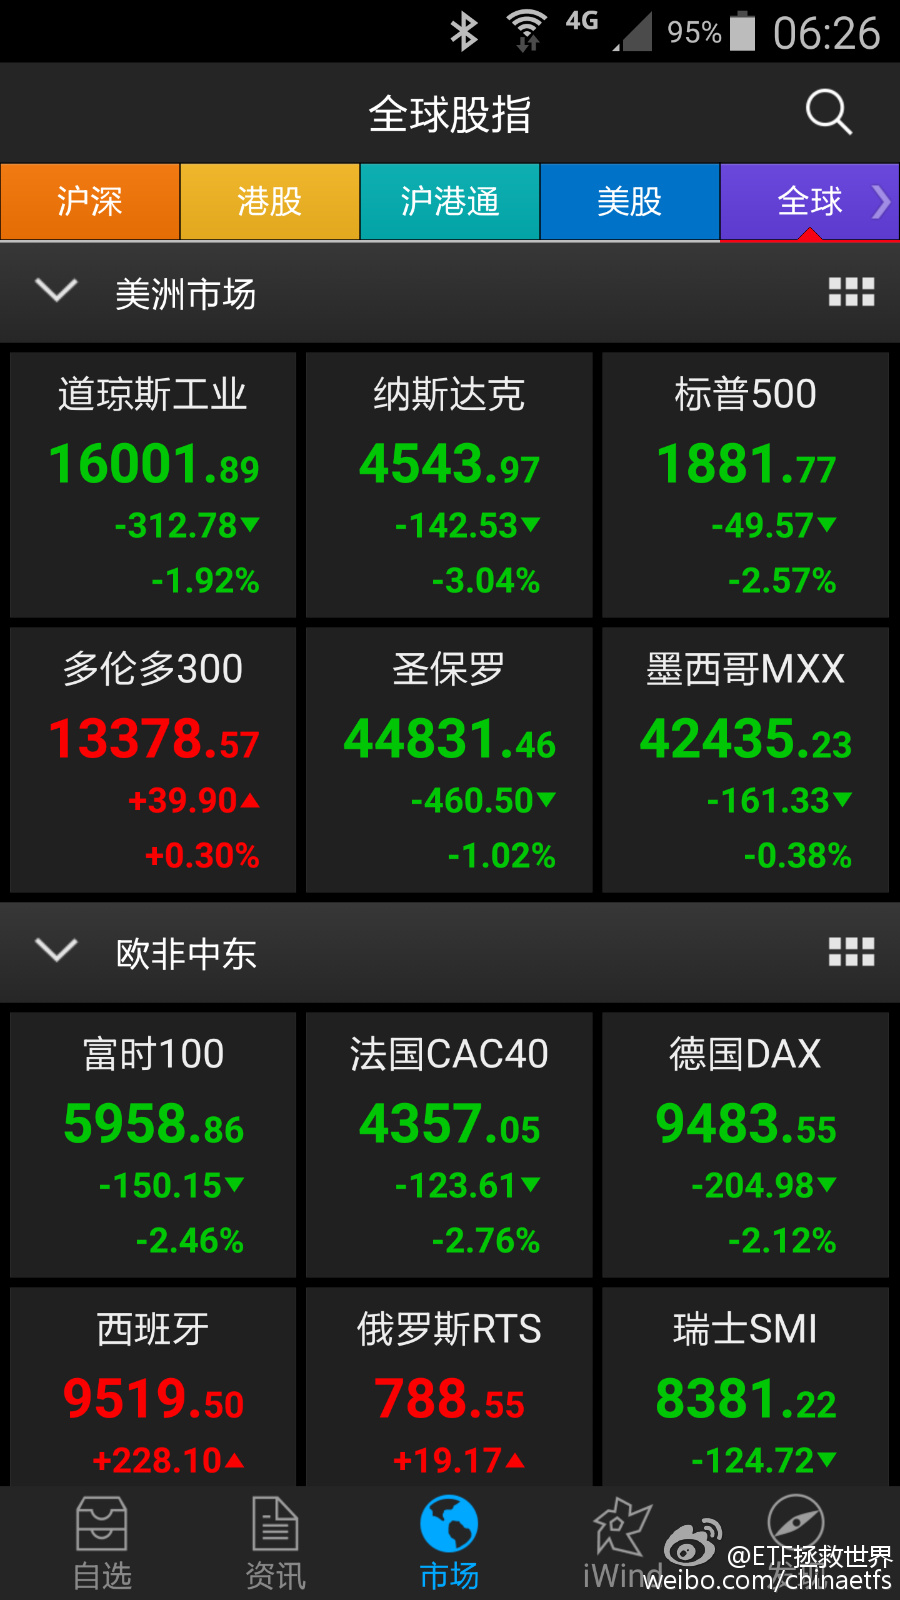 4G 95% 06:26
全球股指
沪深 港股 沪港通 美股 全球
美洲市场
道琼斯工业 纳斯达克 标普500
16001.89 4543.97 1881.77
-312.78▼ -142.53▼ -49.57▼
-1.92% -3.04% -2.57%
多伦多300 圣保罗 墨西哥MXX
13378.57 44831.46 42435.23
+39.90▲ -460.50▼ -161.33▼
+0.30% -1.02% -0.38%
欧非中东
富时100 法国CAC40 德国DAX
5958.86 4357.05 9483.55
-150.15▼ -123.61▼ -204.98▼
-2.46% -2.76% -2.12%
西班牙 俄罗斯RTS 瑞士SMI
9519.50 788.55 8381.22
+228.10▲ +19.17▲ -124.72▼
自选 资讯 市场 iWind 发现
@ETF拯救世界
weibo.com/chinaetfs